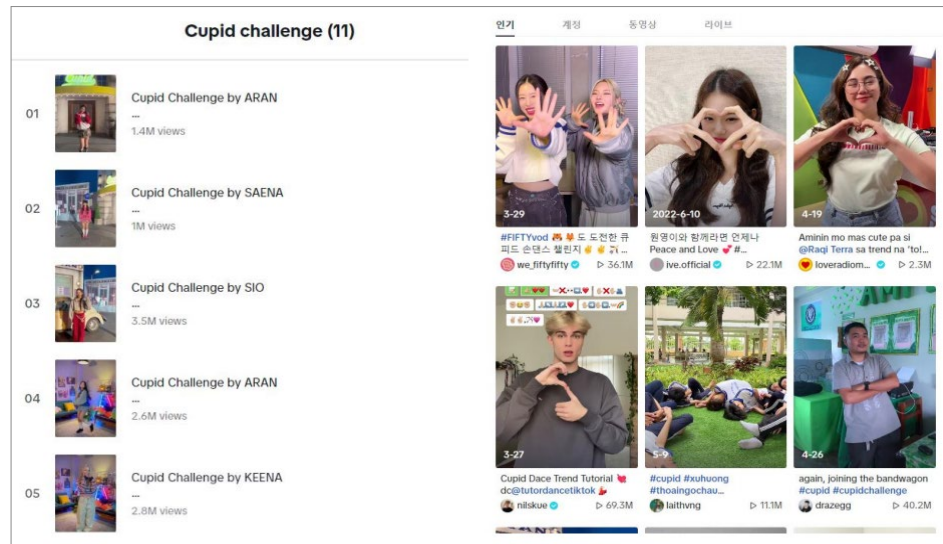 Cupid challenge (11)
01
Cupid Challenge by ARAN
...
1.4M views
02
Cupid Challenge by SAENA
...
1M views
03
Cupid Challenge by SIO
...
3.5M views
04
Cupid Challenge by ARAN
...
2.6M views
05
Cupid Challenge by KEENA
...
2.8M views
인기 계정 동영상 라이브
3-29
#FIFTYvod 🦊🦊 도 도전한 큐
피드 손댄스 챌린지
we_fiftyfifty 36.1M
2022-6-10
원영이와 함께라면 언제나
Peace and Love 💕 #...
ive.official 22.1M
4-19
Aminin mo mas cute pa si
@Raqi Terra sa trend na 'to!...
loveradiom... 2.3M
3-27
Cupid Dace Trend Tutorial 💘
dc@tutordancetiktok 💃
nilskue 69.3M
5-9
#cupid #xuhuong
#thoaingochau...
laithvng 11.1M
4-26
again, joining the bandwagon
#cupid #cupidchallenge
drazegg 40.2M